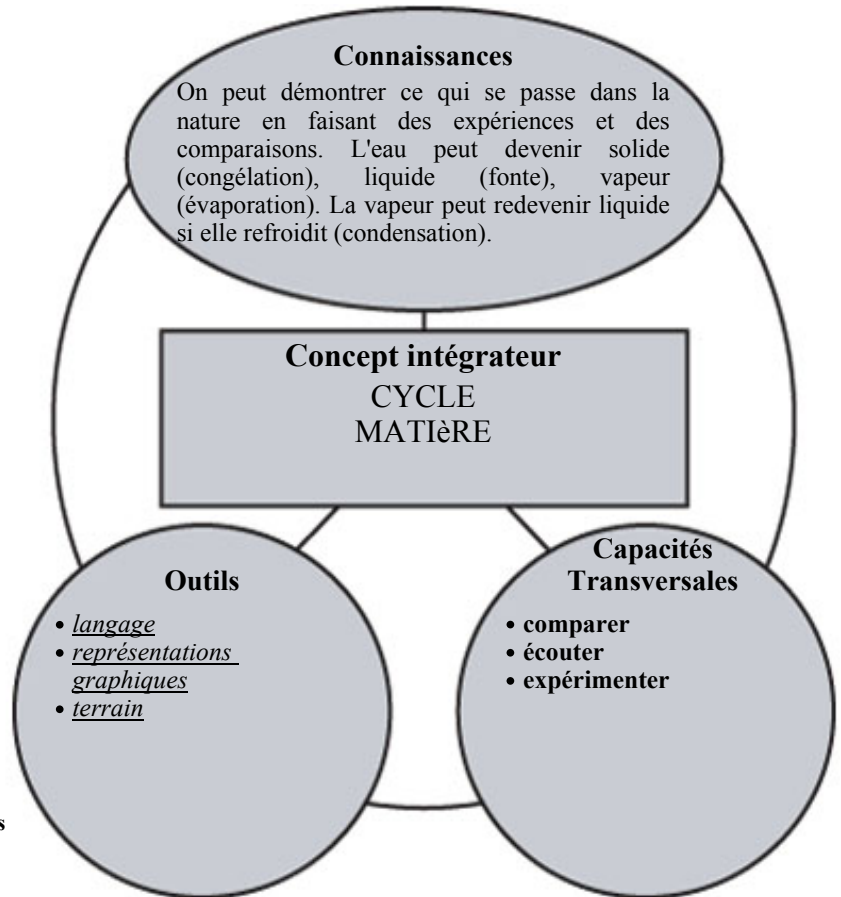 Connaissances
On peut démontrer ce qui se passe dans la
nature en faisant des expériences et des
comparaisons. L'eau peut devenir solide
(congélation), liquide (fonte), vapeur
(évaporation). La vapeur peut redevenir liquide
si elle refroidit (condensation).
Concept intégrateur
CYCLE
MATIèRE
Outils
• langage
• représentations
graphiques
• terrain
Capacités
Transversales
• comparer
• écouter
• expérimenter
s